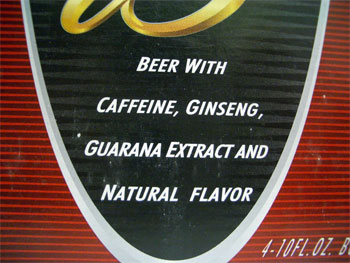 BEER WITH
CAFFEINE, GINSENG,
GUARANA EXTRACT AND
NATURAL FLAVOR
4-10FL.OZ.